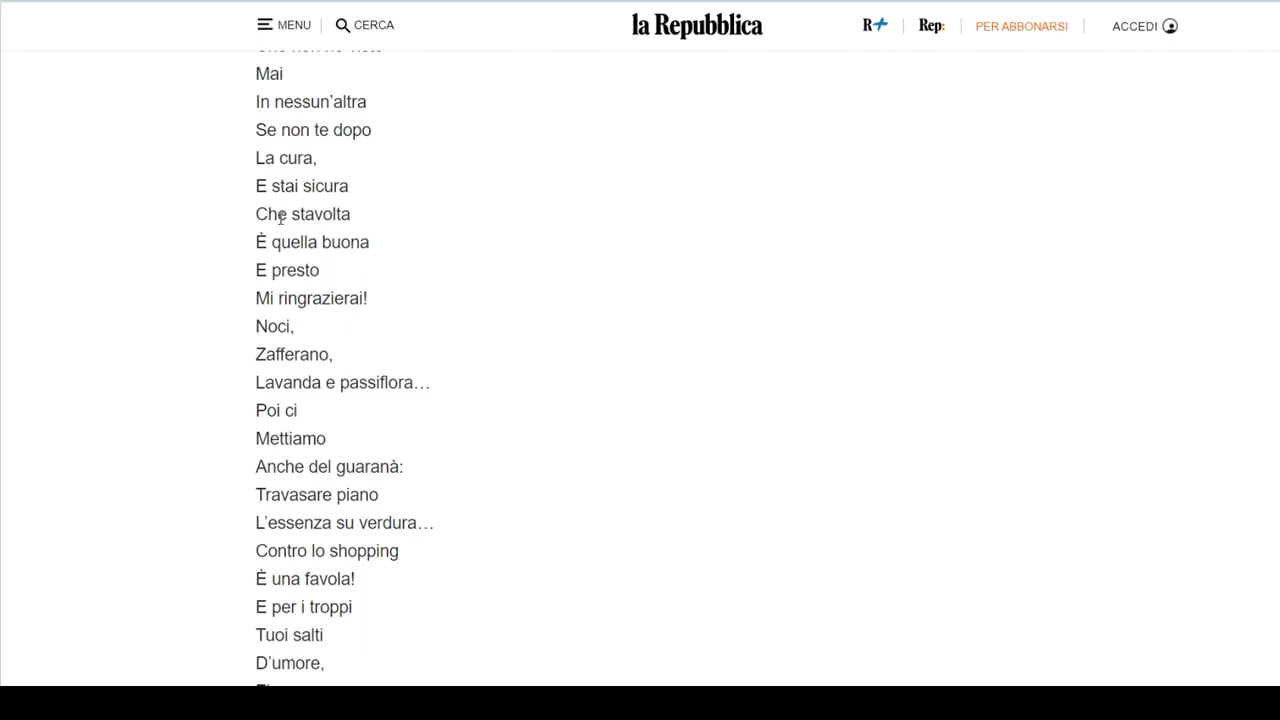 MENU
CERCA
la Repubblica
R+
Rep:
PER ABBONARSI
ACCEDI
Mai
In nessun’altra
Se non te dopo
La cura,
E stai sicura
Che stavolta
È quella buona
E presto
Mi ringrazierai!
Noci,
Zafferano,
Lavanda e passiflora…
Poi ci
Mettiamo
Anche del guaranà:
Travasare piano
L’essenza su verdura…
Contro lo shopping
È una favola!
E per i troppi
Tuoi salti
D’umore,